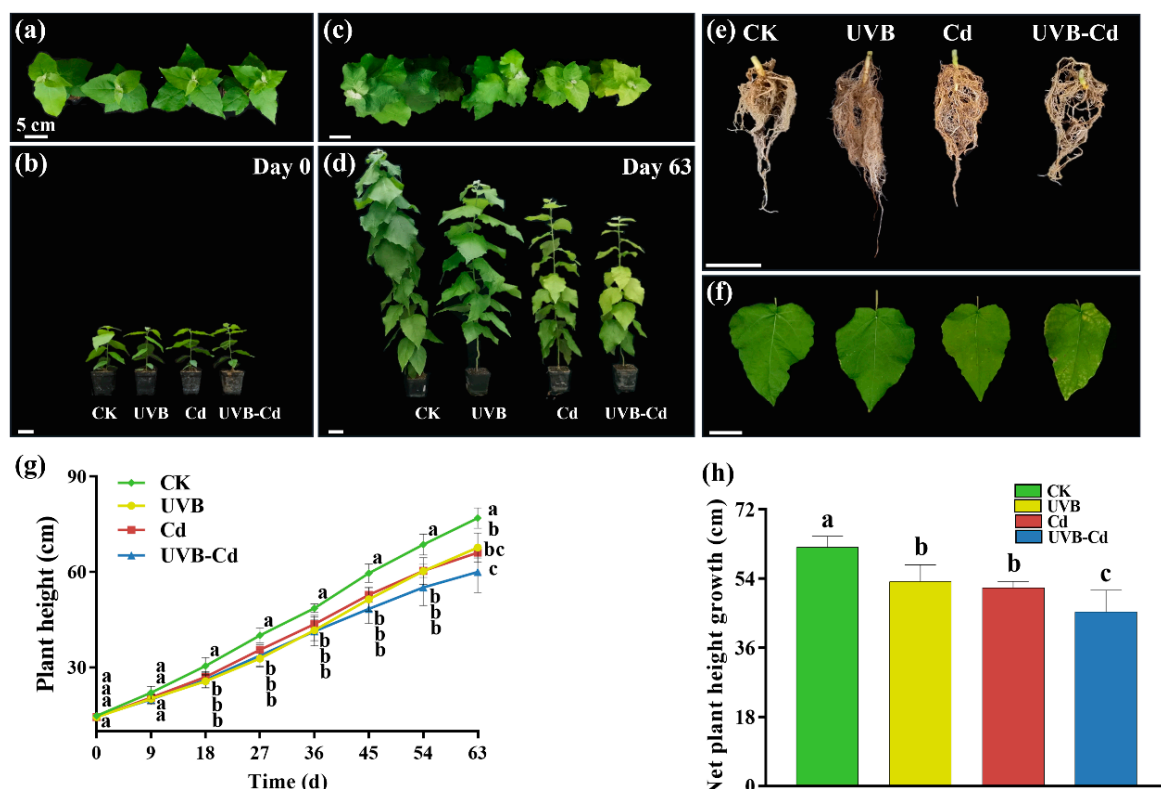 (a)
5 cm
(c)
(b)
Day 0
CK UVB Cd UVB-Cd
(d)
Day 63
CK UVB Cd UVB-Cd
(e)
CK UVB Cd UVB-Cd
(f)
(g)
Plant height (cm)
90
60
30
CK
UVB
Cd
UVB-Cd
a
a
a
a
a
a
a
a
a
b
b
b
a
b
b
b
a
b
b
b
a
b
b
b
a
b
b
b
a
b
bc
c
0 9 18 27 36 45 54 63
Time (d)
(h)
Net plant height growth (cm)
72
54
36
18
0
CK
UVB
Cd
UVB-Cd
a
b
b
c